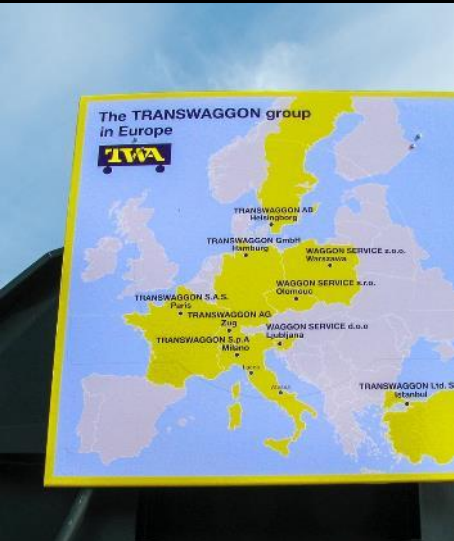 The TRANSWAGGON group
in Europe
TWA
TRANSWAGGON AB
Helsingborg
TRANSWAGGON GmbH
Hamburg
WAGGON SERVICE z.o.o.
Warszawa
WAGGON SERVICE s.r.o.
Olomouc
TRANSWAGGON S.A.S.
Paris
TRANSWAGGON AG
Zug
WAGGON SERVICE d.o.o
Ljubljana
TRANSWAGGON S.p.A
Milano
TRANSWAGGON Ltd. S
Istanbul